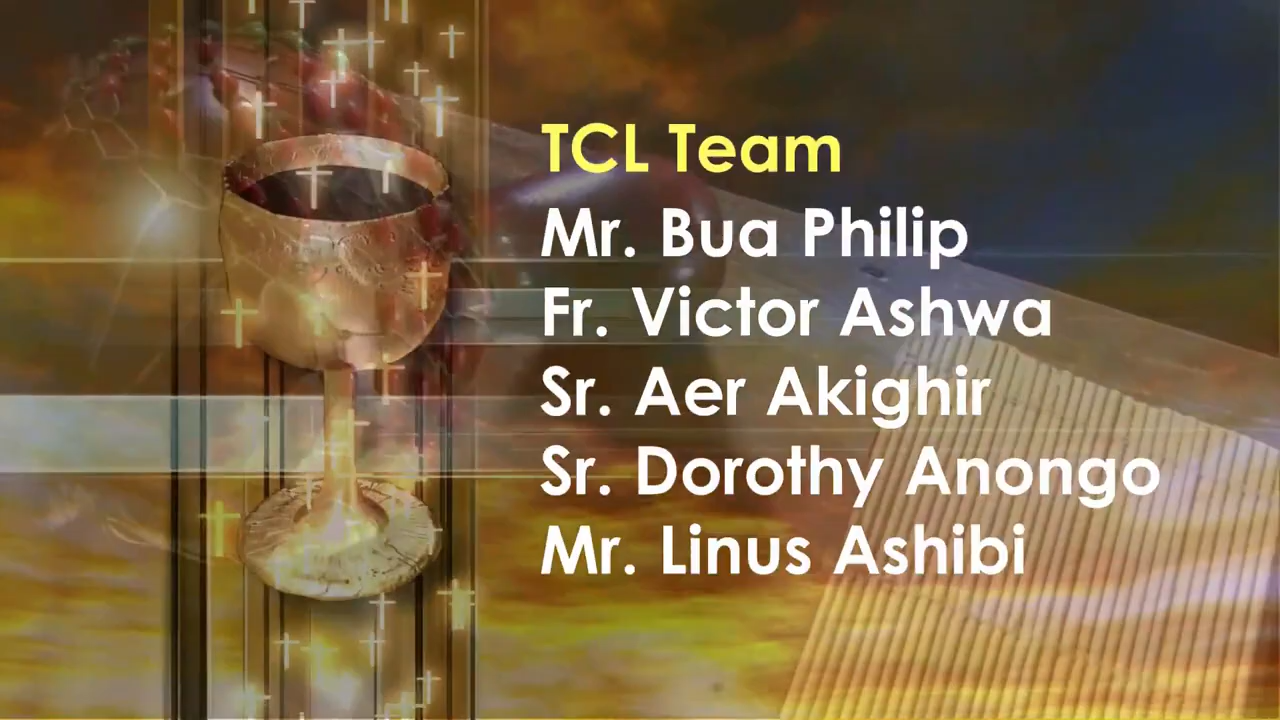 TCL Team
Mr. Bua Philip
Fr. Victor Ashwa
Sr. Aer Akighir
Sr. Dorothy Anongo
Mr. Linus Ashibi